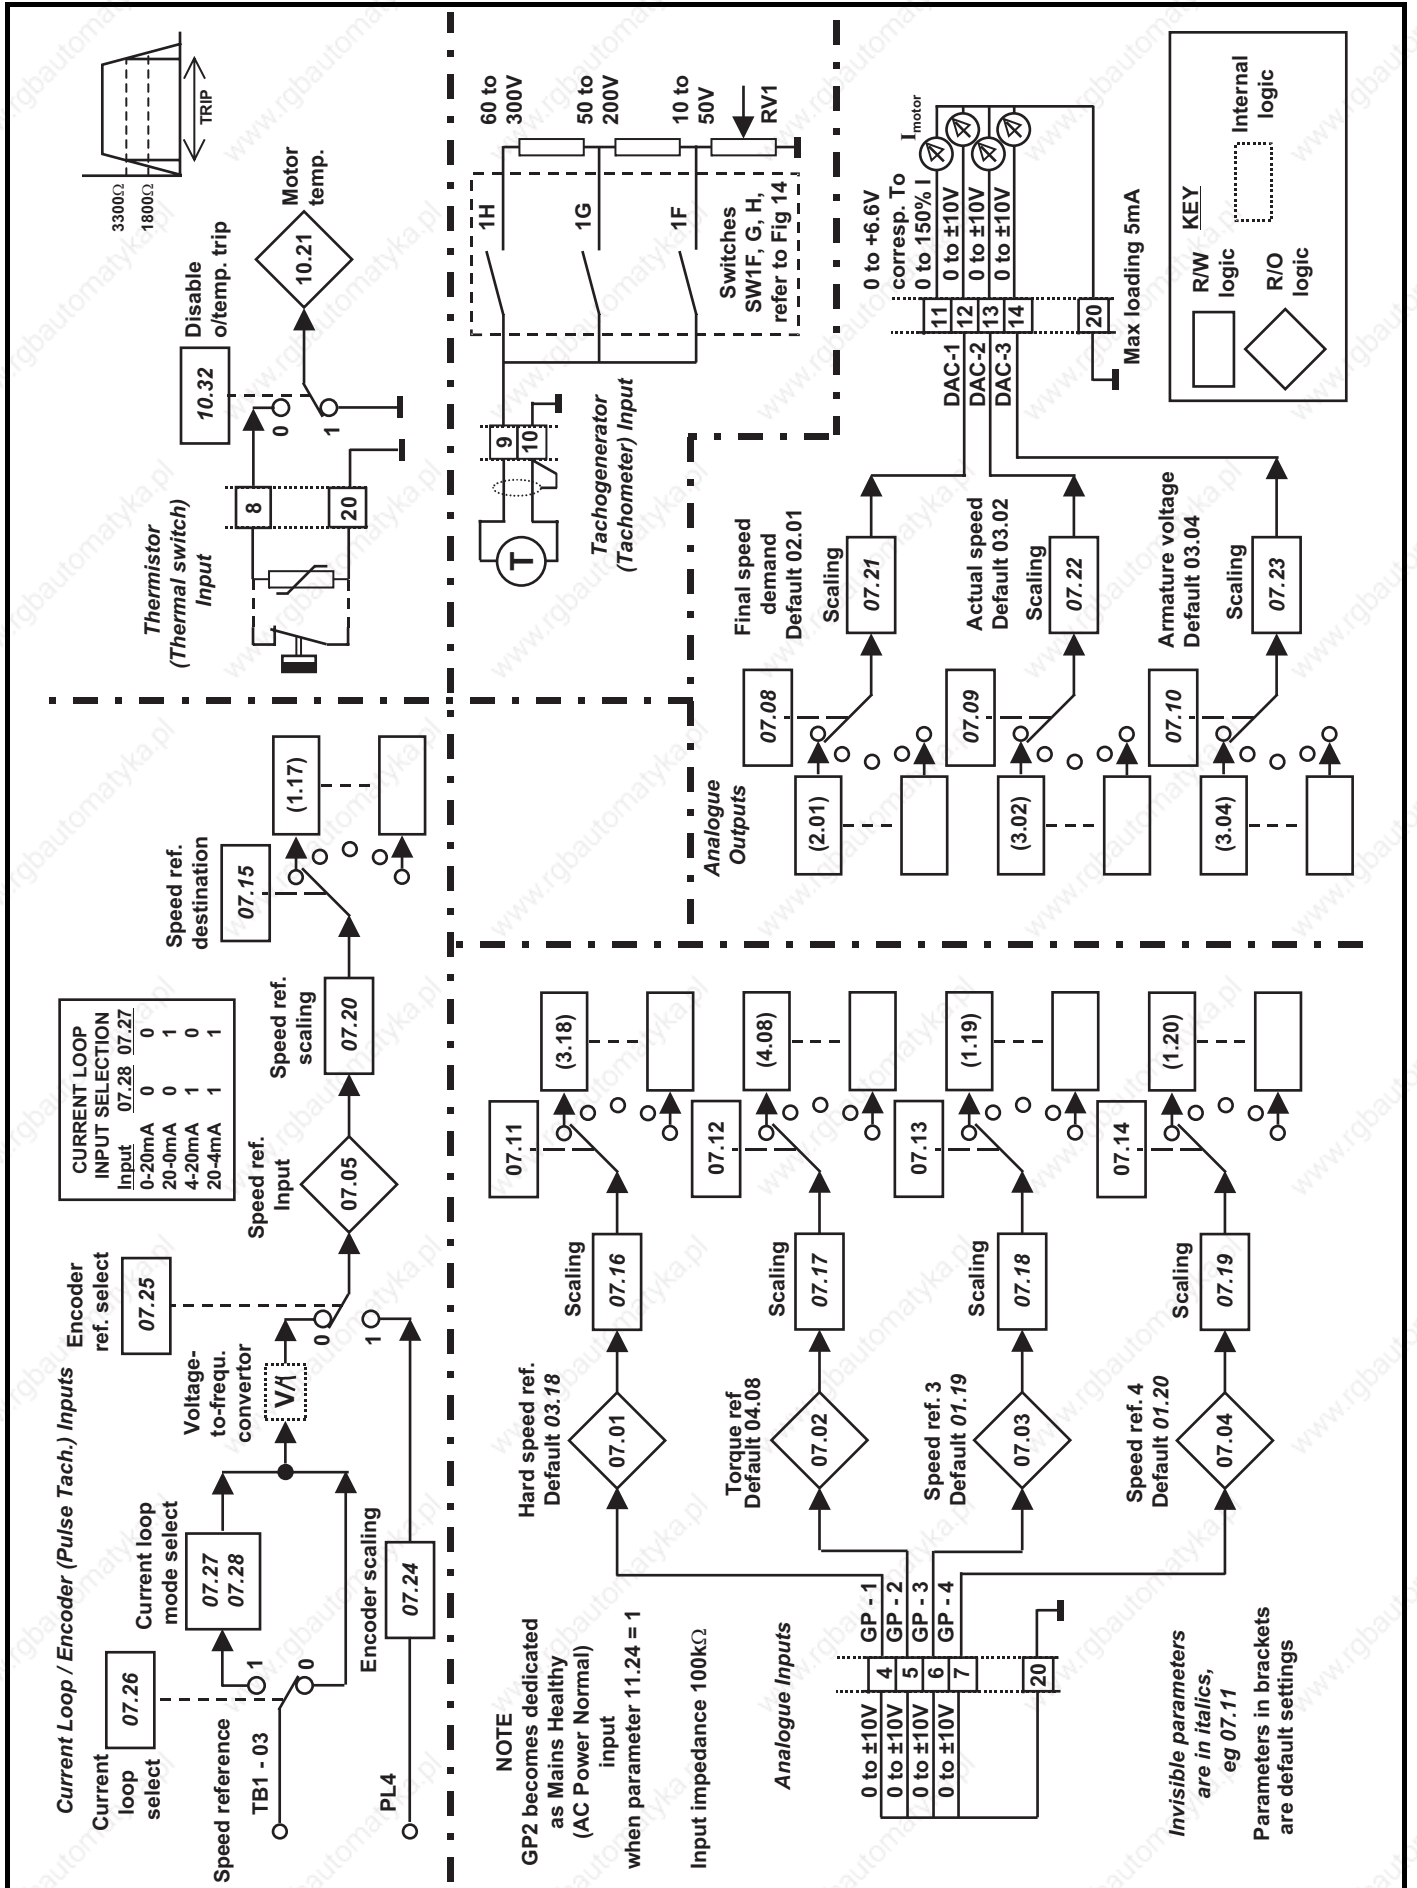 Current Loop / Encoder (Pulse Tach.) Inputs
Current
loop
select
07.26
Current loop
mode select
07.27
07.28
Speed reference
TB1 - 03
1
0
Encoder scaling
07.24
PL4
Voltage-
to-frequ.
convertor
V/f
Encoder
ref. select
07.25
0
1
CURRENT LOOP
INPUT SELECTION
Input 07.28 07.27
0-20mA 0 0
20-0mA 0 1
4-20mA 1 0
20-4mA 1 1
Speed ref.
Input
07.05
Speed ref.
scaling
07.20
Speed ref.
destination
07.15
(1.17)
Thermistor
(Thermal switch)
Input
8
20
Disable
o/temp. trip
10.32
0
1
Motor
temp.
10.21
3300Ω
1800Ω
TRIP
NOTE
GP2 becomes dedicated
as Mains Healthy
(AC Power Normal)
input
when parameter 11.24 = 1
Input impedance 100kΩ
Analogue Inputs
0 to ±10V 4 GP - 1
0 to ±10V 5 GP - 2
0 to ±10V 6 GP - 3
0 to ±10V 7 GP - 4
20
Invisible parameters
are in italics,
eg 07.11
Parameters in brackets
are default settings
Hard speed ref.
Default 03.18
07.01
Scaling
07.16
07.11
(3.18)
Torque ref
Default 04.08
07.02
Scaling
07.17
07.12
(4.08)
Speed ref. 3
Default 01.19
07.03
Scaling
07.18
07.13
(1.19)
Speed ref. 4
Default 01.20
07.04
Scaling
07.19
07.14
(1.20)
Tachogenerator
(Tachometer) Input
T
9
10
1H
1G
1F
Switches
SW1F, G, H,
refer to Fig 14
60 to
300V
50 to
200V
10 to
50V
RV1
Analogue
Outputs
(2.01)
07.08
Final speed
demand
Default 02.01
Scaling
07.21
(3.02)
07.09
Actual speed
Default 03.02
Scaling
07.22
(3.04)
07.10
Armature voltage
Default 03.04
Scaling
07.23
DAC-1
DAC-2
DAC-3
11
12
13
14
20
0 to +6.6V
corresp. To
0 to 150% I
0 to ±10V
0 to ±10V
0 to ±10V
Imotor
Max loading 5mA
KEY
R/W
logic
R/O
logic
Internal
logic
www.rgbautomatyka.pl